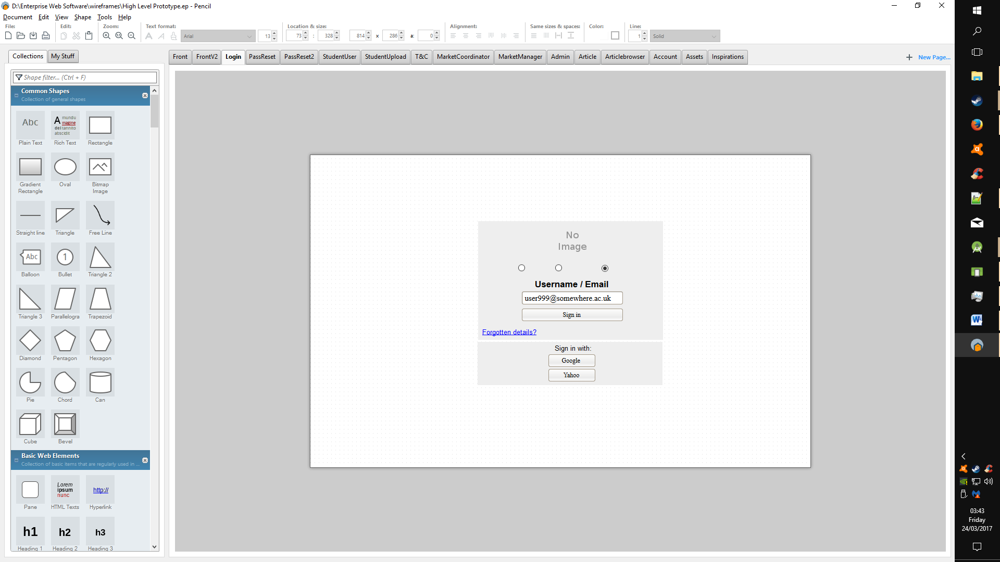 D:\Enterprise Web Software\wireframes\High Level Prototype.ep - Pencil
Document Edit View Shape Tools Help
File: Edit: Zoom: Text format: Location & size: Alignment: Same sizes & spaces: Color: Line:
1:1 Arial 13 73 : 328 814 x 286 a: 0 1 Solid
Collections My Stuff
Front FrontV2 Login PassReset PassReset2 StudentUser StudentUpload T&C MarketCoordinator MarketManager Admin Article Articlebrowser Account Assets Inspirations
New Page...
Shape filter... (Ctrl + F)
Common Shapes
Collection of general shapes
Abc
A mundu
magine
del tannito
abscidit
Plain Text Rich Text Rectangle
Gradient
Rectangle
Oval
Bitmap
Image
Straight line Triangle Free Line
Abc 1
Balloon Bullet Triangle 2
Triangle 3 Parallelogra Trapezoid
Diamond Pentagon Hexagon
Pie Chord Can
Cube Bevel
Basic Web Elements
Collection of basic items that are regularly used in ...
Lorem
ipsum
nunc
http://
Pane HTML Texts Hyperlink
h1 h2 h3
Heading 1 Heading 2 Heading 3
No
Image
Username / Email
user999@somewhere.ac.uk
Sign in
Forgotten details?
Sign in with:
Google
Yahoo
03:43
Friday
24/03/2017